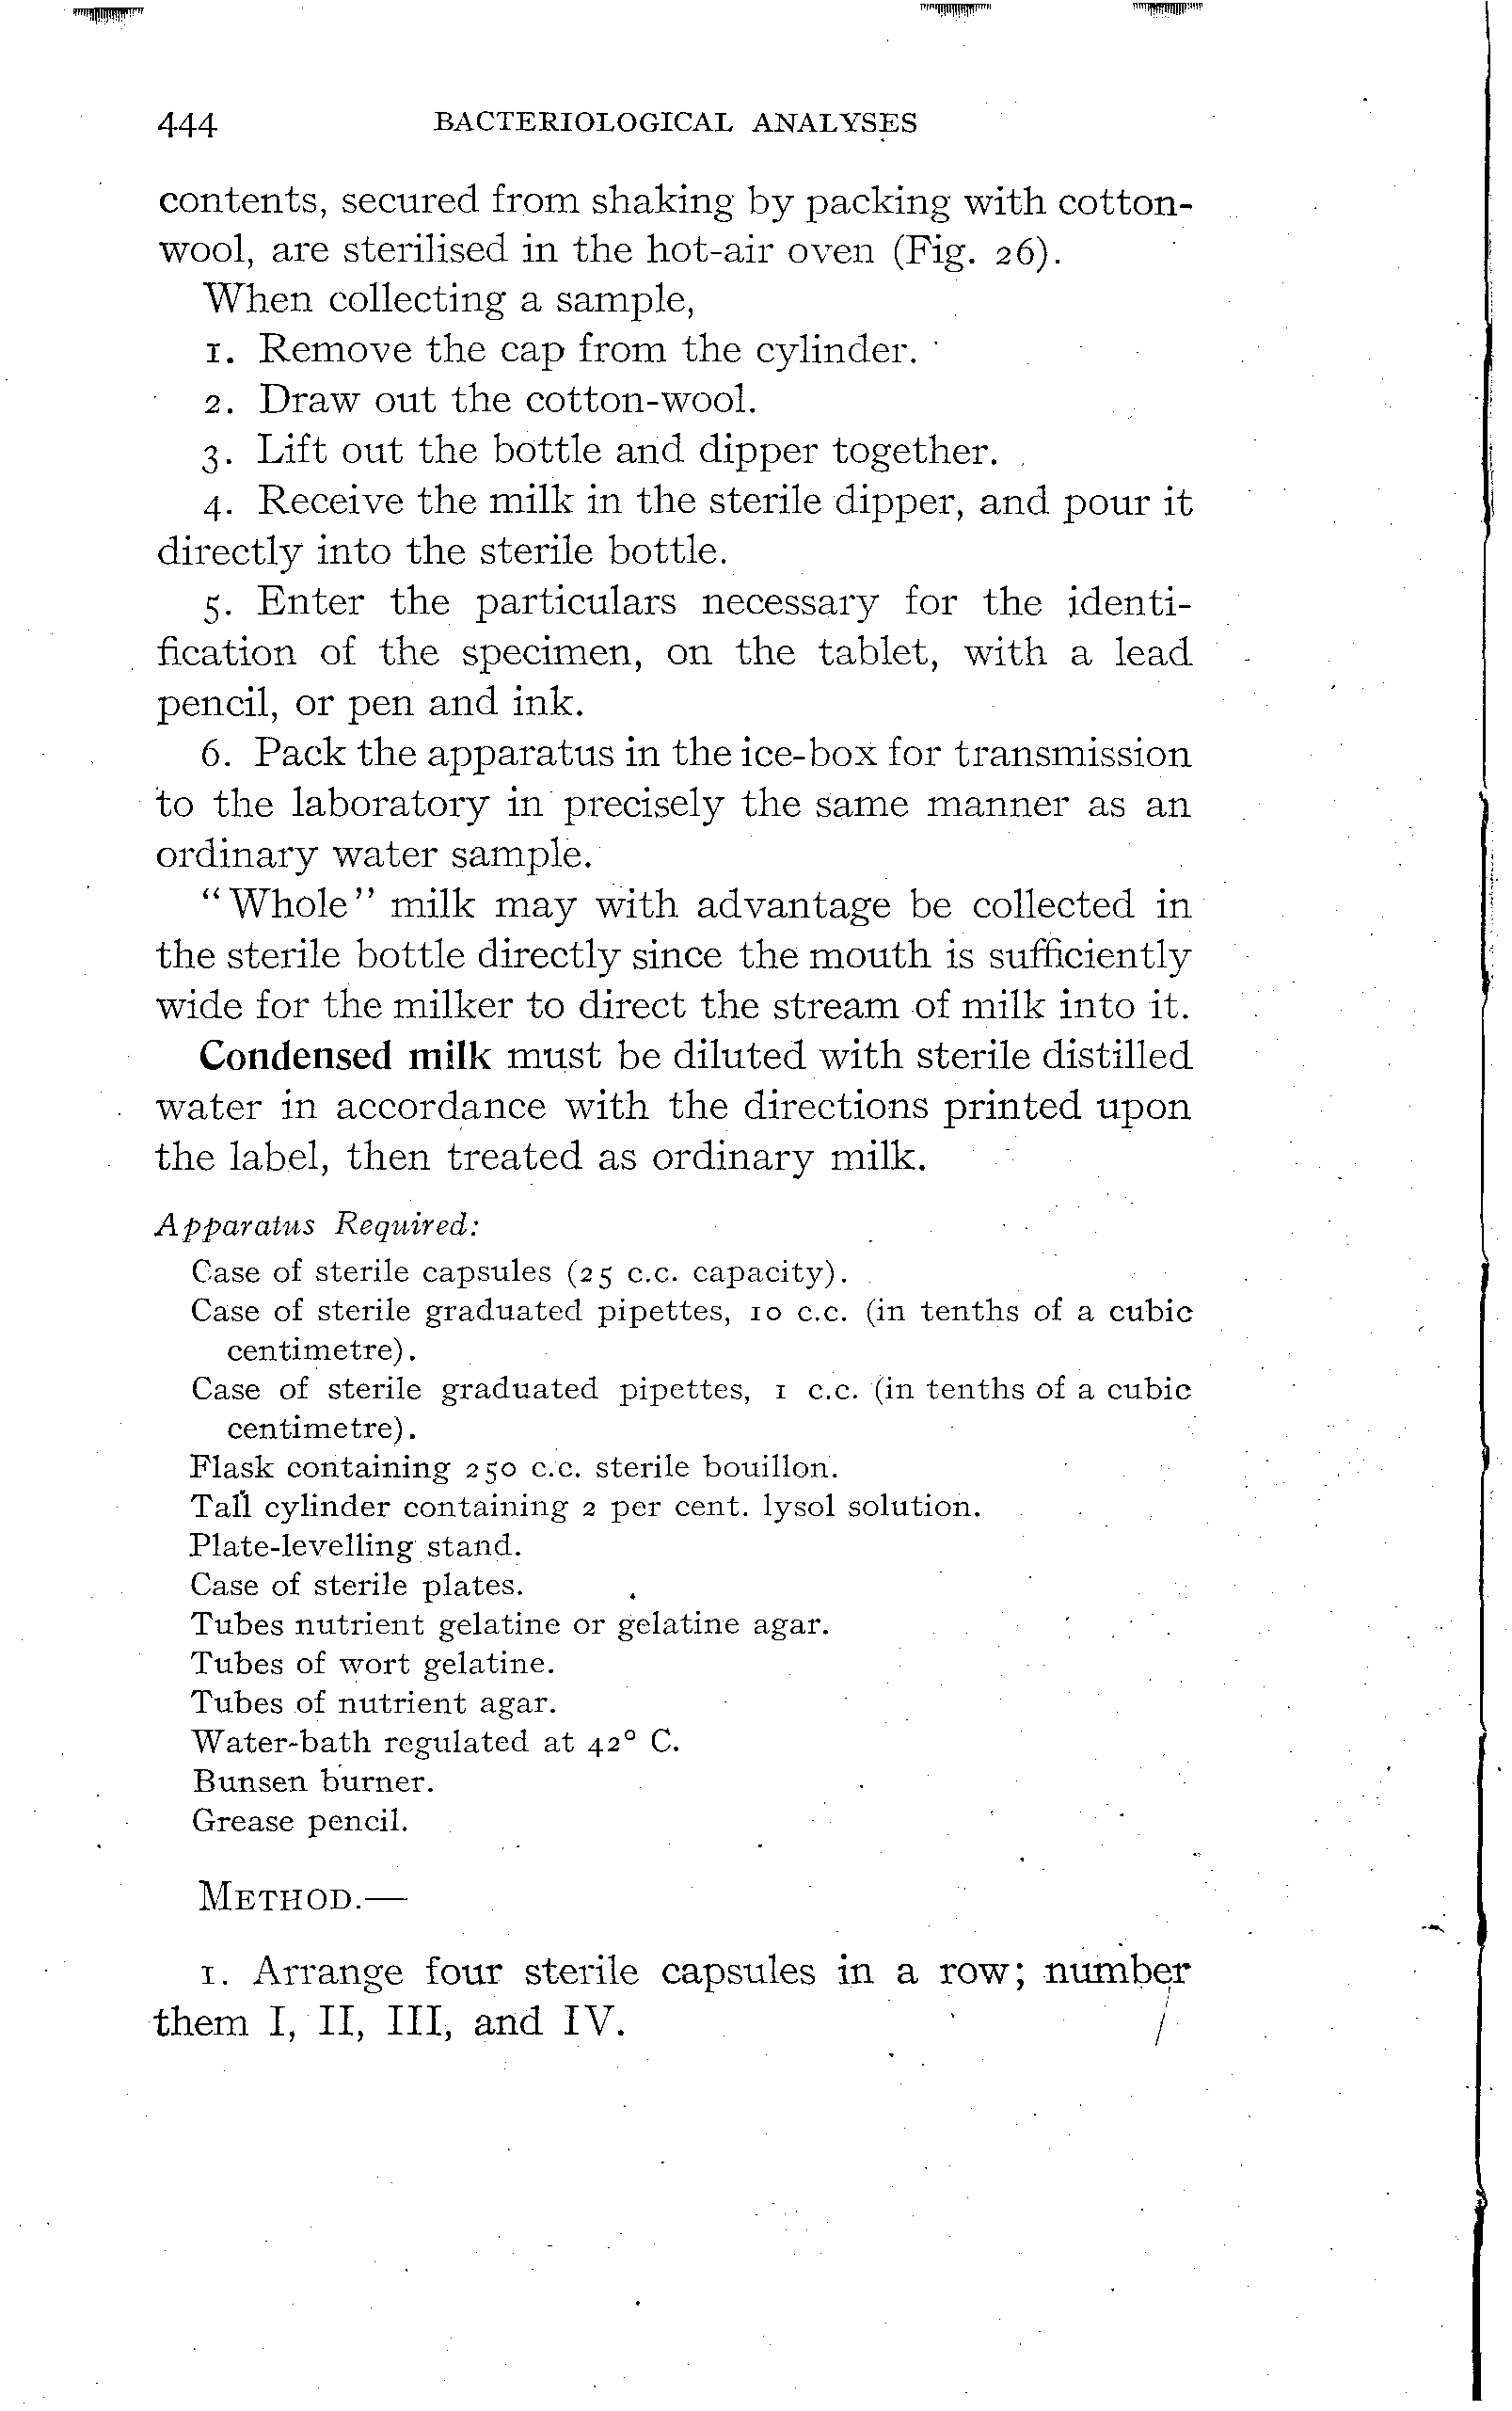 444 BACTERIOLOGICAL ANALYSES
contents, secured from shaking by packing with cotton-
wool, are sterilised in the hot-air oven (Fig. 26).
When collecting a sample,
1. Remove the cap from the cylinder.
2. Draw out the cotton-wool.
3. Lift out the bottle and dipper together.
4. Receive the milk in the sterile dipper, and pour it
directly into the sterile bottle.
5. Enter the particulars necessary for the identi-
fication of the specimen, on the tablet, with a lead
pencil, or pen and ink.
6. Pack the apparatus in the ice-box for transmission
to the laboratory in precisely the same manner as an
ordinary water sample.
"Whole" milk may with advantage be collected in
the sterile bottle directly since the mouth is sufficiently
wide for the milker to direct the stream of milk into it.
Condensed milk must be diluted with sterile distilled
water in accordance with the directions printed upon
the label, then treated as ordinary milk.
Apparatus Required:
Case of sterile capsules (25 c.c. capacity).
Case of sterile graduated pipettes, 10 c.c. (in tenths of a cubic
centimetre).
Case of sterile graduated pipettes, 1 c.c. (in tenths of a cubic
centimetre).
Flask containing 250 c.c. sterile bouillon.
Tall cylinder containing 2 per cent. lysol solution.
Plate-levelling stand.
Case of sterile plates.
Tubes nutrient gelatine or gelatine agar.
Tubes of wort gelatine.
Tubes of nutrient agar.
Water-bath regulated at 42° C.
Bunsen burner.
Grease pencil.
METHOD.—
1. Arrange four sterile capsules in a row; number
them I, II, III, and IV.